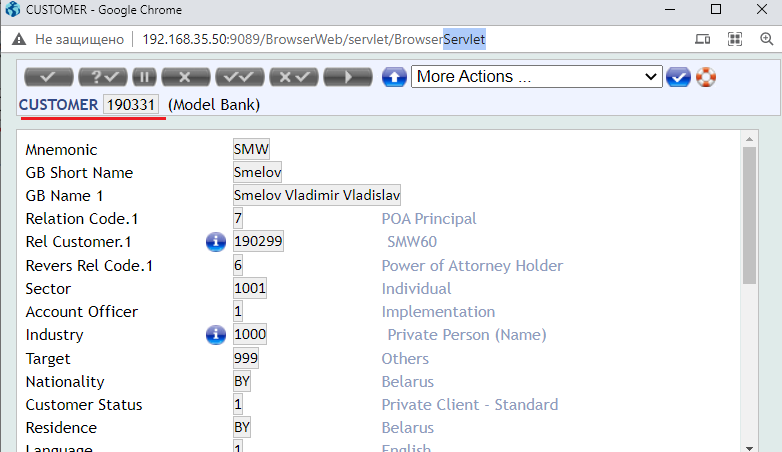 CUSTOMER - Google Chrome
Не защищено 192.168.35.50:9089/BrowserWeb/servlet/BrowserServlet
More Actions ...
CUSTOMER 190331 (Model Bank)
Mnemonic SMW
GB Short Name Smelov
GB Name 1 Smelov Vladimir Vladislav
Relation Code.1 7 POA Principal
Rel Customer.1 190299 SMW60
Revers Rel Code.1 6 Power of Attorney Holder
Sector 1001 Individual
Account Officer 1 Implementation
Industry 1000 Private Person (Name)
Target 999 Others
Nationality BY Belarus
Customer Status 1 Private Client - Standard
Residence BY Belarus
Language 1 English